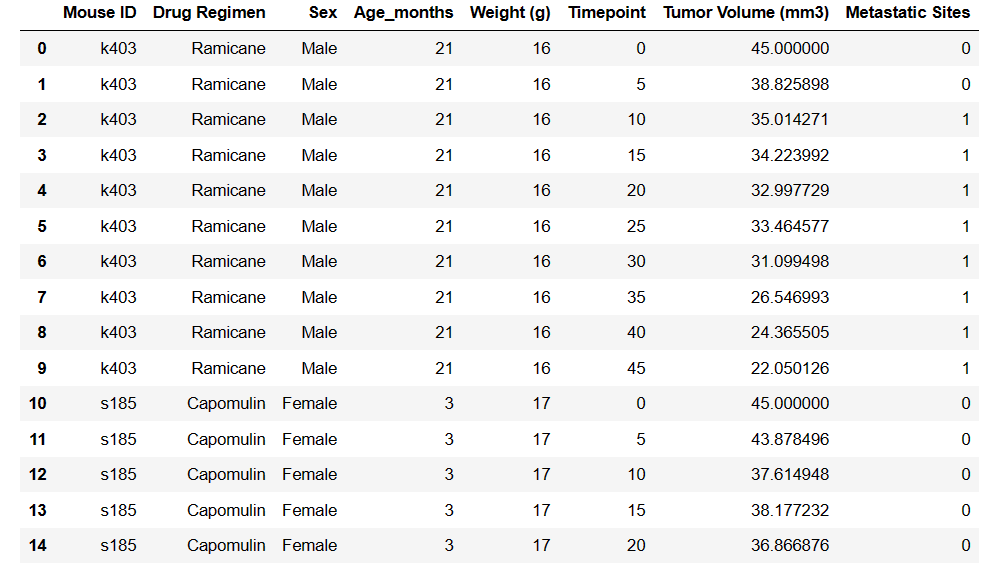 Mouse ID Drug Regimen Sex Age_months Weight (g) Timepoint Tumor Volume (mm3) Metastatic Sites
0 k403 Ramicane Male 21 16 0 45.000000 0
1 k403 Ramicane Male 21 16 5 38.825898 0
2 k403 Ramicane Male 21 16 10 35.014271 1
3 k403 Ramicane Male 21 16 15 34.223992 1
4 k403 Ramicane Male 21 16 20 32.997729 1
5 k403 Ramicane Male 21 16 25 33.464577 1
6 k403 Ramicane Male 21 16 30 31.099498 1
7 k403 Ramicane Male 21 16 35 26.546993 1
8 k403 Ramicane Male 21 16 40 24.365505 1
9 k403 Ramicane Male 21 16 45 22.050126 1
10 s185 Capomulin Female 3 17 0 45.000000 0
11 s185 Capomulin Female 3 17 5 43.878496 0
12 s185 Capomulin Female 3 17 10 37.614948 0
13 s185 Capomulin Female 3 17 15 38.177232 0
14 s185 Capomulin Female 3 17 20 36.866876 0